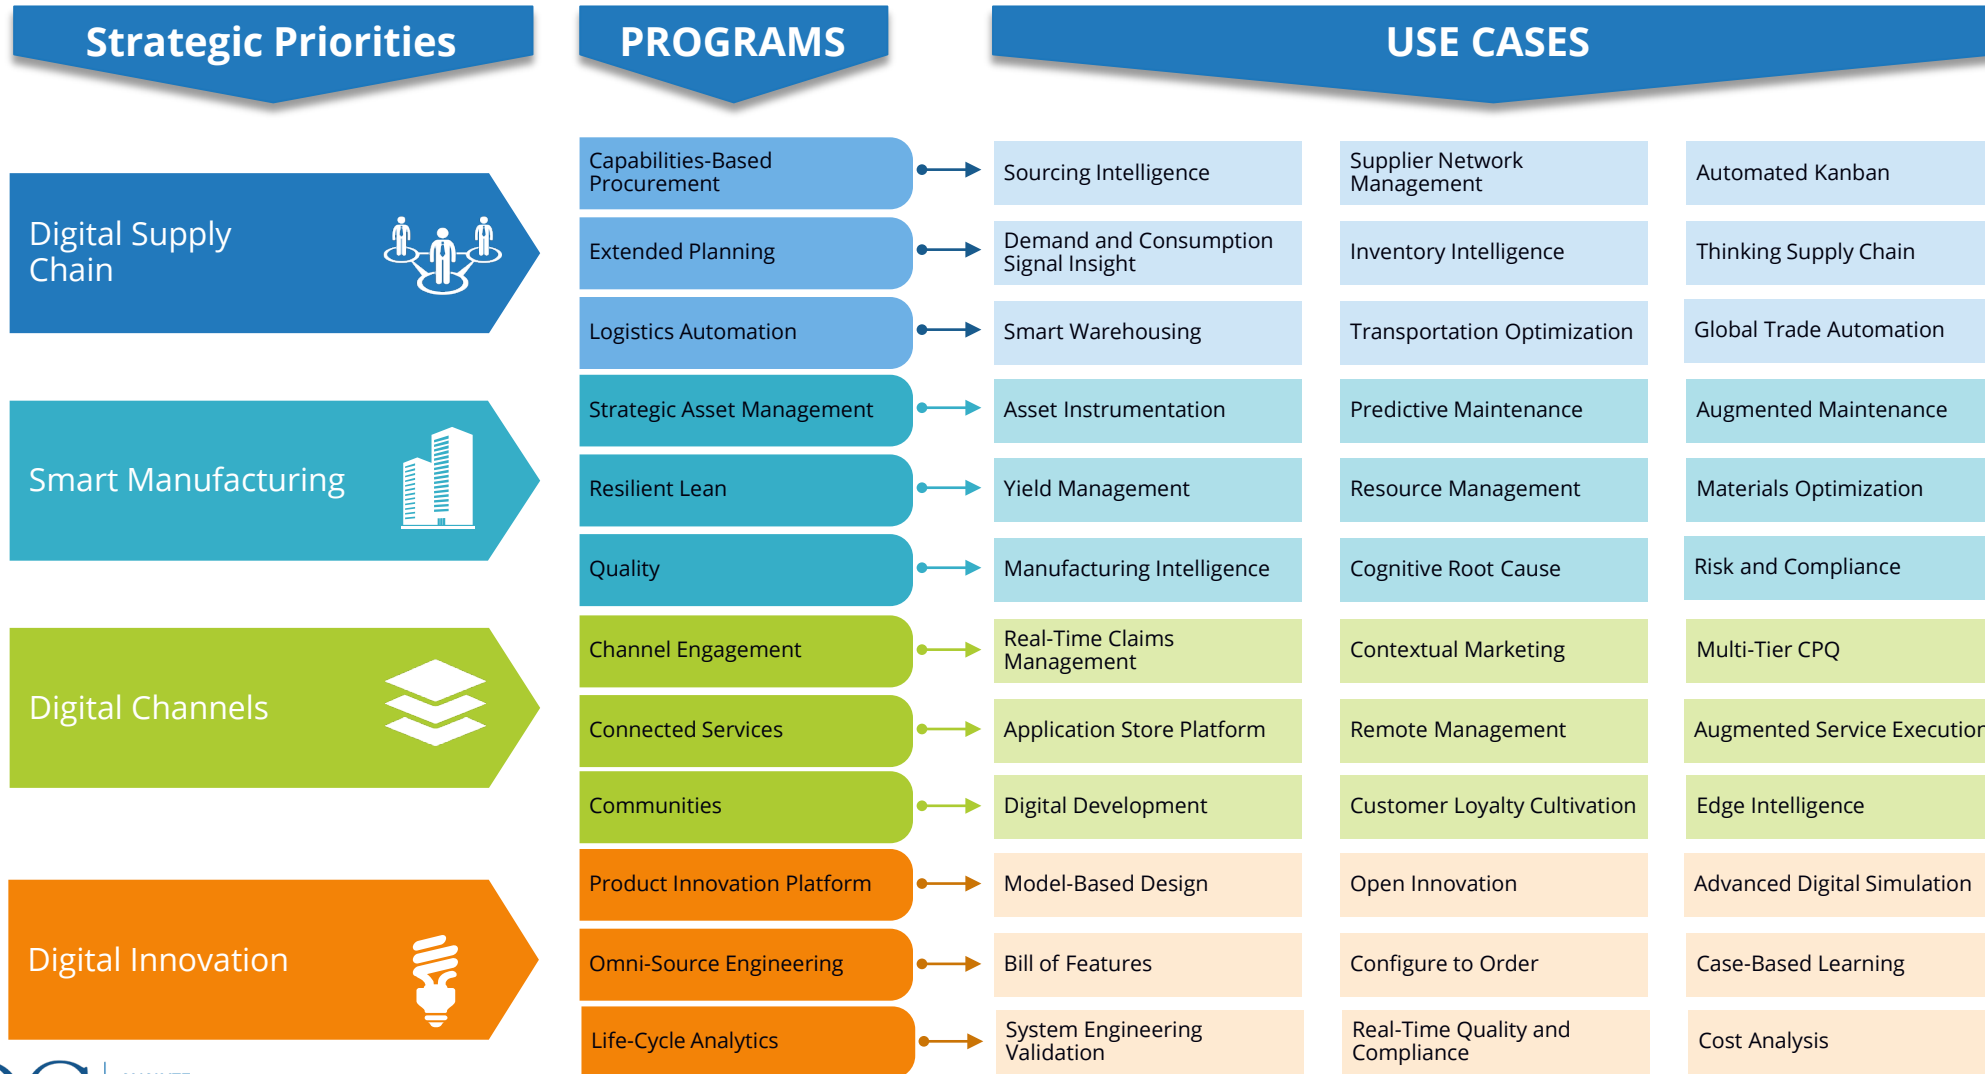 Strategic Priorities
PROGRAMS
USE CASES
Digital Supply
Chain
Capabilities-Based
Procurement
Sourcing Intelligence
Supplier Network
Management
Automated Kanban
Extended Planning
Demand and Consumption
Signal Insight
Inventory Intelligence
Thinking Supply Chain
Logistics Automation
Smart Warehousing
Transportation Optimization
Global Trade Automation
Smart Manufacturing
Strategic Asset Management
Asset Instrumentation
Predictive Maintenance
Augmented Maintenance
Resilient Lean
Yield Management
Resource Management
Materials Optimization
Quality
Manufacturing Intelligence
Cognitive Root Cause
Risk and Compliance
Digital Channels
Channel Engagement
Real-Time Claims
Management
Contextual Marketing
Multi-Tier CPQ
Connected Services
Application Store Platform
Remote Management
Augmented Service Execution
Communities
Digital Development
Customer Loyalty Cultivation
Edge Intelligence
Digital Innovation
Product Innovation Platform
Model-Based Design
Open Innovation
Advanced Digital Simulation
Omni-Source Engineering
Bill of Features
Configure to Order
Case-Based Learning
Life-Cycle Analytics
System Engineering
Validation
Real-Time Quality and
Compliance
Cost Analysis